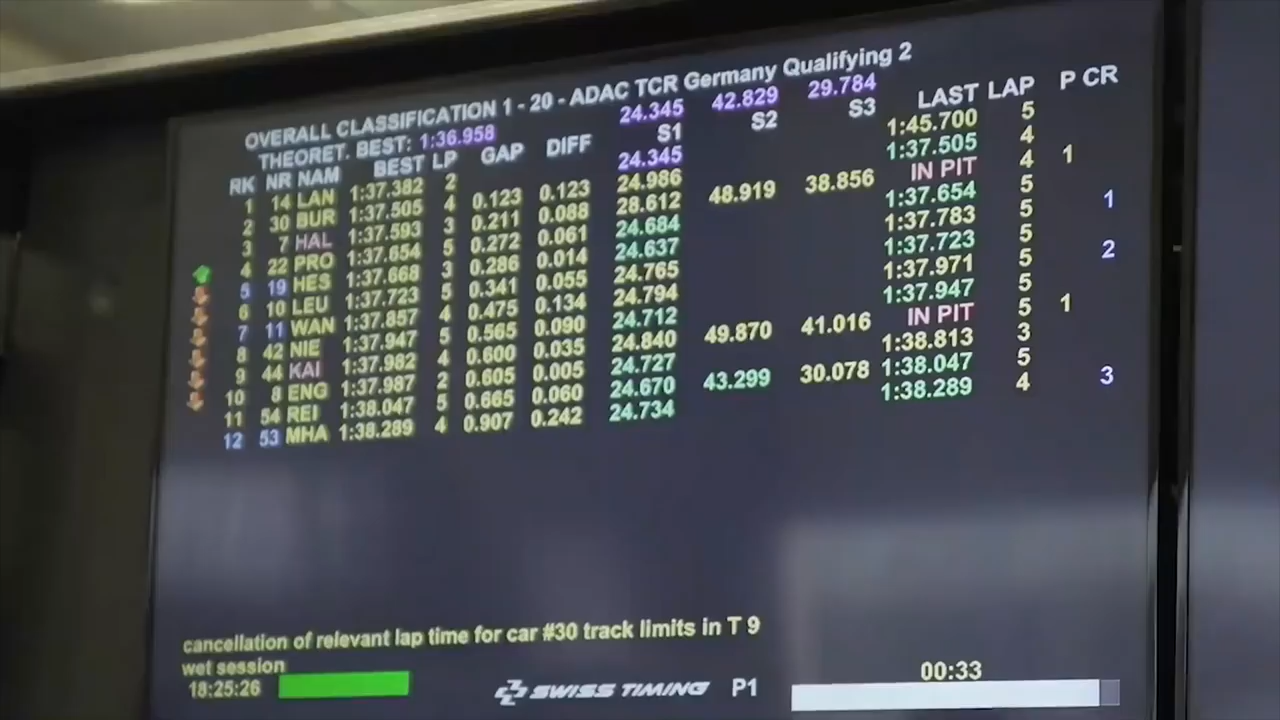 OVERALL CLASSIFICATION 1 - 20 - ADAC TCR Germany Qualifying 2
THEORET. BEST: 1:36.958 24.345 42.829 29.784
RK NR NAM BEST LP GAP DIFF S1 S2 S3 LAST LAP P CR
1 14 LAN 1:37.382 2 24.345 1:45.700 5
2 30 BUR 1:37.505 4 0.123 0.123 24.986 1:37.505 4
3 7 HAL 1:37.593 3 0.211 0.088 28.612 48.919 38.856 IN PIT 4 1
4 22 PRO 1:37.654 5 0.272 0.061 24.684 1:37.654 5
5 19 HES 1:37.668 3 0.286 0.014 24.637 1:37.783 5 1
6 10 LEU 1:37.723 5 0.341 0.055 24.765 1:37.723 5
7 11 WAN 1:37.857 4 0.475 0.134 24.794 1:37.971 5 2
8 42 NIE 1:37.947 5 0.565 0.090 24.712 1:37.947 5
9 44 KAI 1:37.982 4 0.600 0.035 24.840 49.870 41.016 IN PIT 5 1
10 8 ENG 1:37.987 2 0.605 0.005 24.727 1:38.813 3
11 54 REI 1:38.047 5 0.665 0.060 24.670 43.299 30.078 1:38.047 5
12 53 MHA 1:38.289 4 0.907 0.242 24.734 1:38.289 4 3
cancellation of relevant lap time for car #30 track limits in T 9
wet session
18:25:26 SWISS TIMING P1 00:33